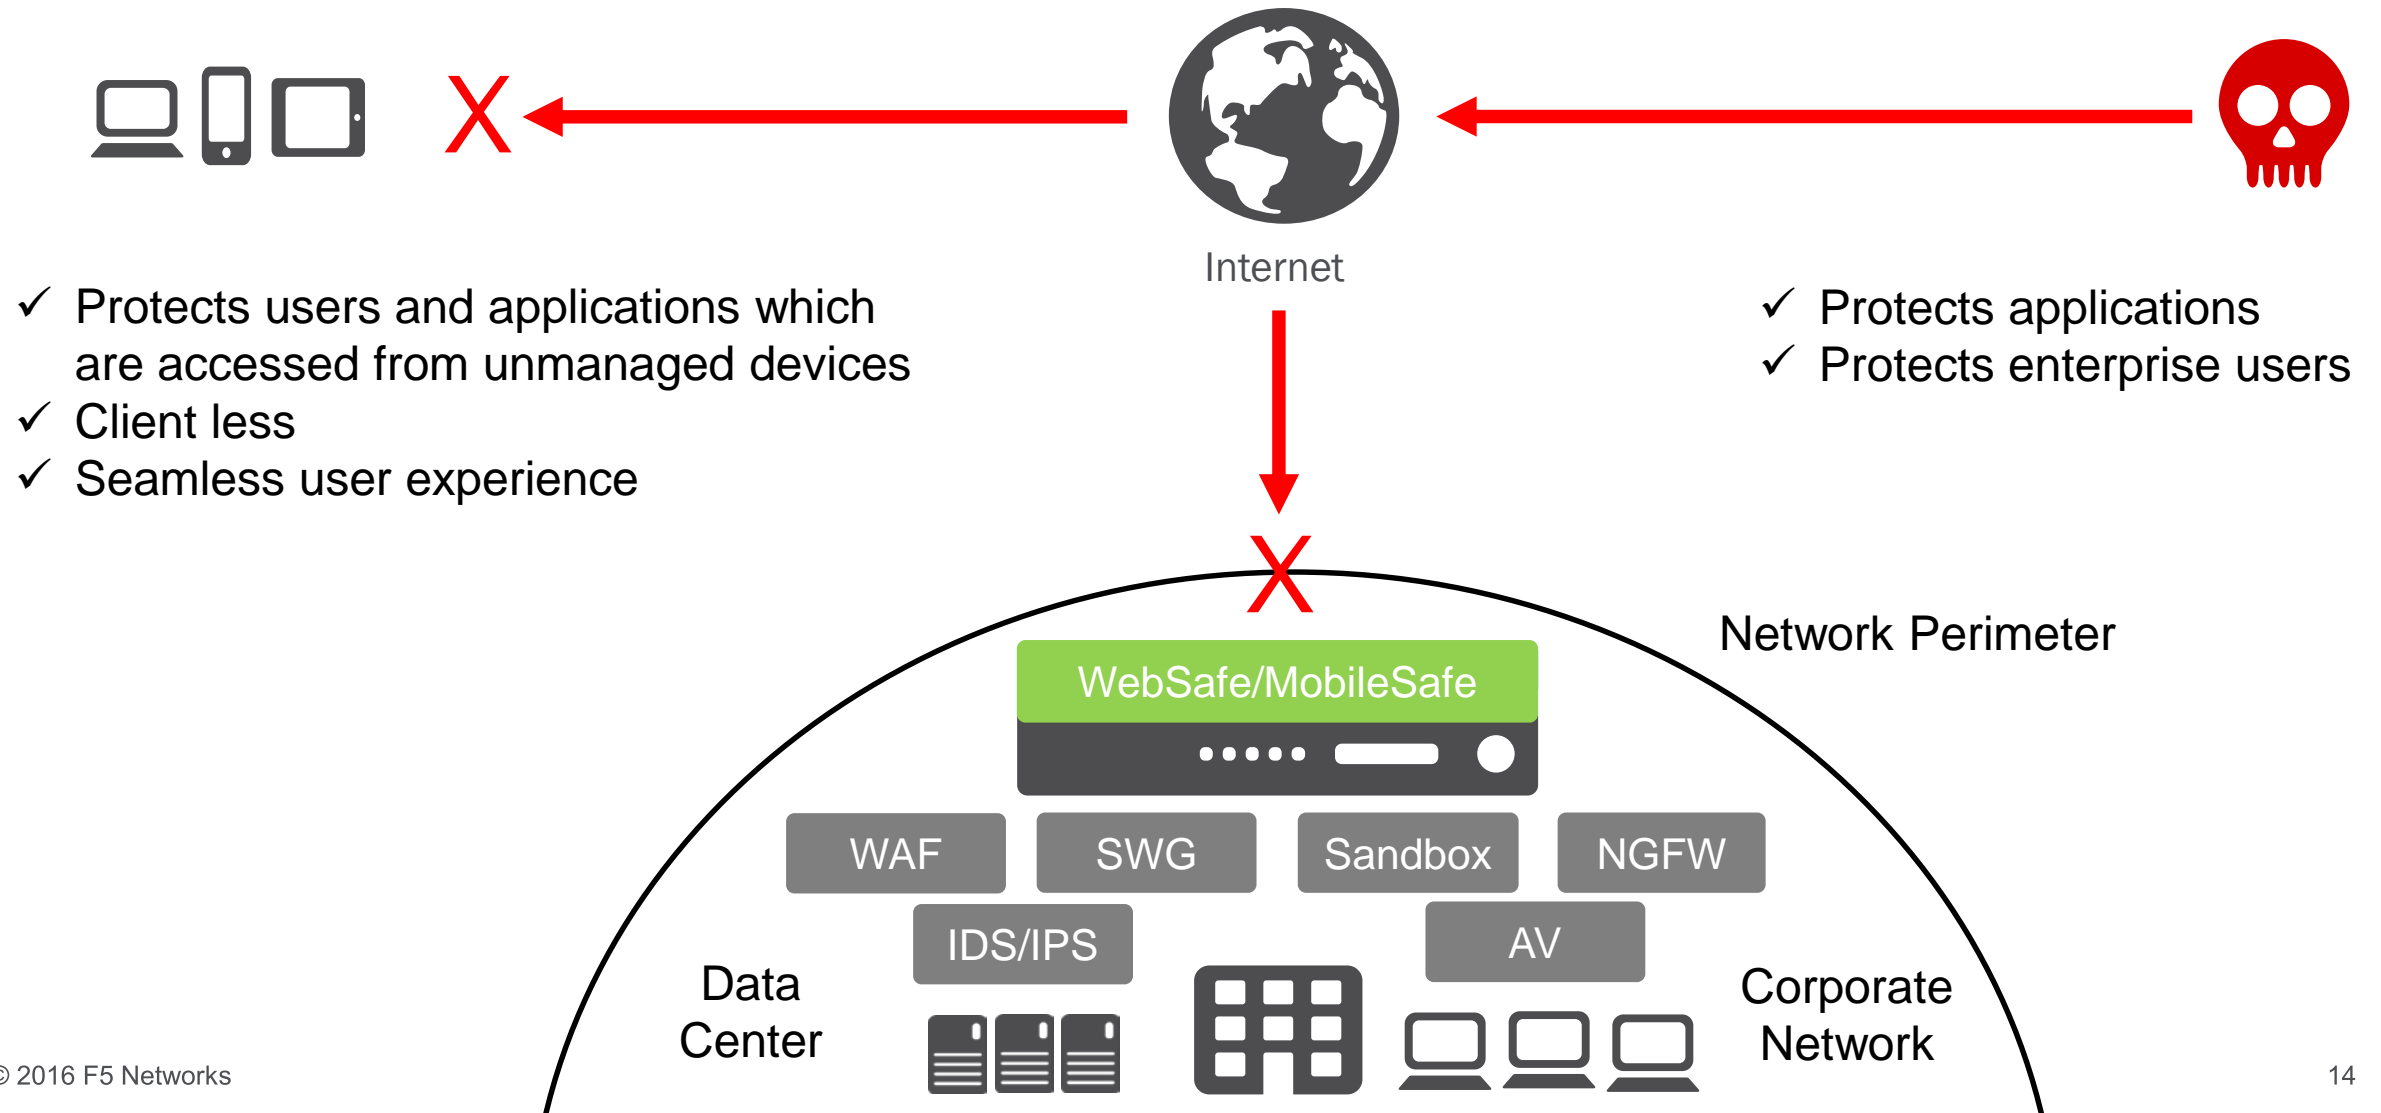 Internet
✓ Protects users and applications which
are accessed from unmanaged devices
✓ Client less
✓ Seamless user experience
✓ Protects applications
✓ Protects enterprise users
X
X
Network Perimeter
WebSafe/MobileSafe
WAF
SWG
Sandbox
NGFW
IDS/IPS
AV
Data
Center
Corporate
Network
© 2016 F5 Networks
14